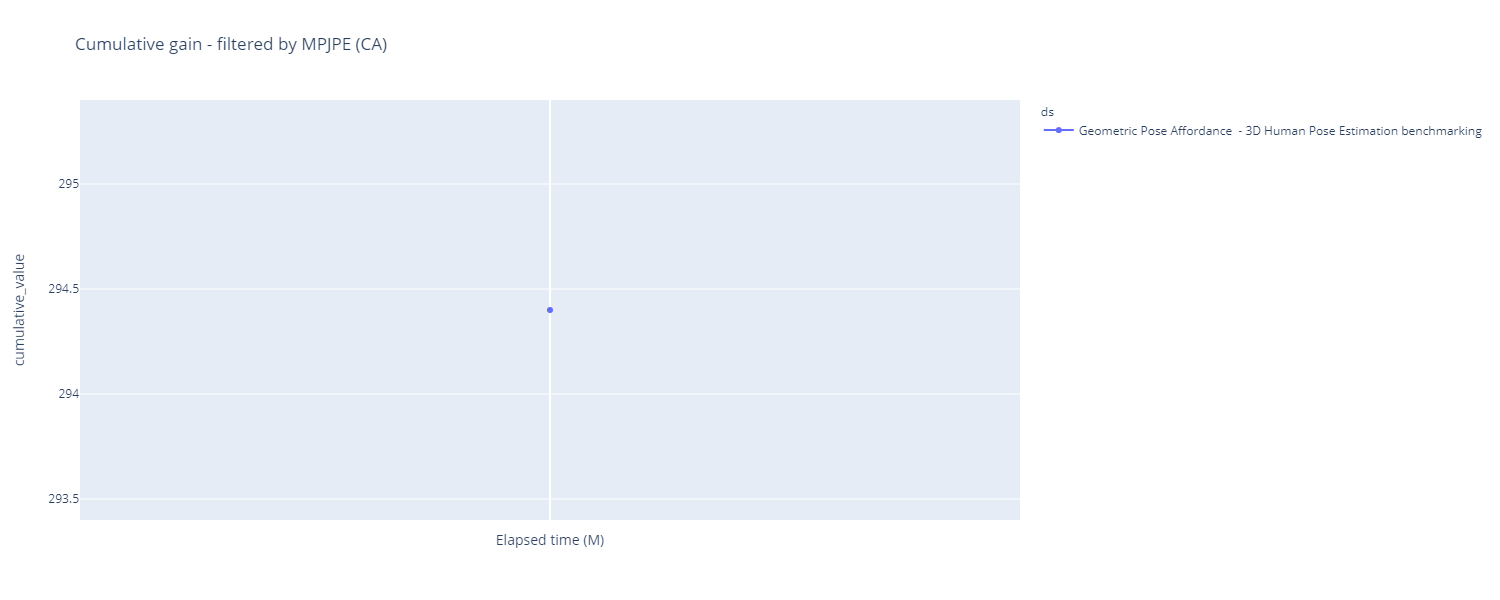 Cumulative gain - filtered by MPJPE (CA)
ds
Geometric Pose Affordance  - 3D Human Pose Estimation benchmarking
295
294.5
294
293.5
cumulative_value
Elapsed time (M)